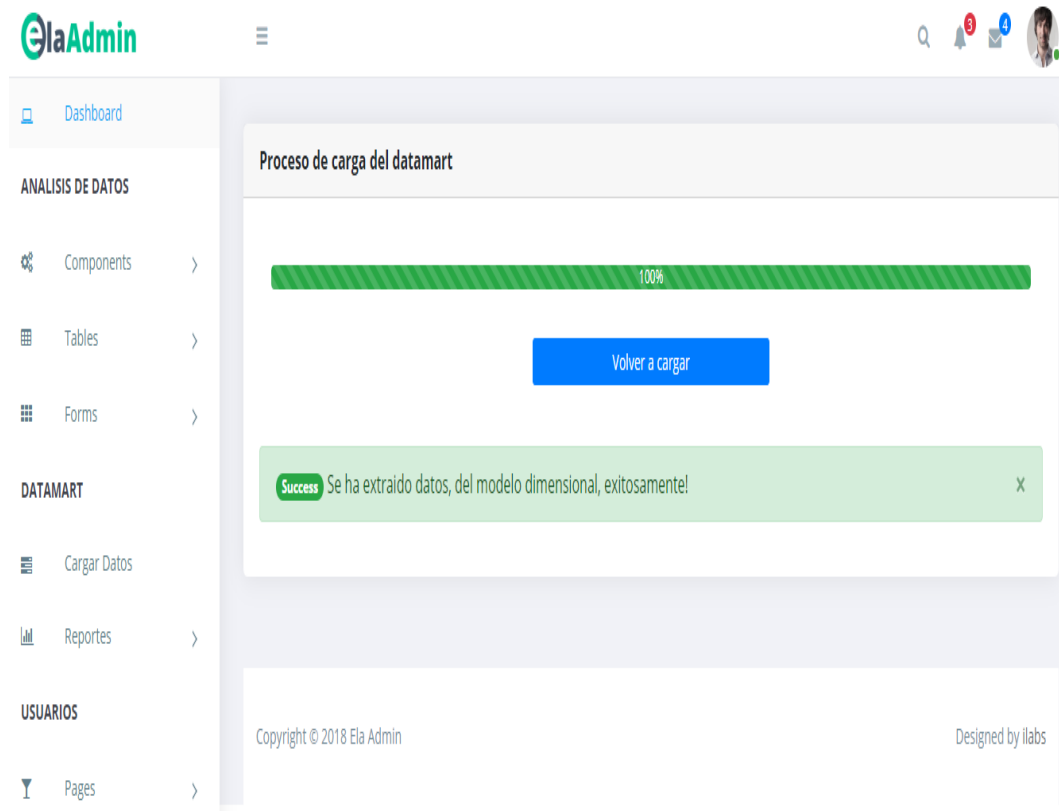 elaAdmin
3
4
Dashboard
ANALISIS DE DATOS
Components
Tables
Forms
DATAMART
Cargar Datos
Reportes
USUARIOS
Pages
Proceso de carga del datamart
100%
Volver a cargar
Success Se ha extraido datos, del modelo dimensional, exitosamente!
x
Copyright © 2018 Ela Admin
Designed by ilabs